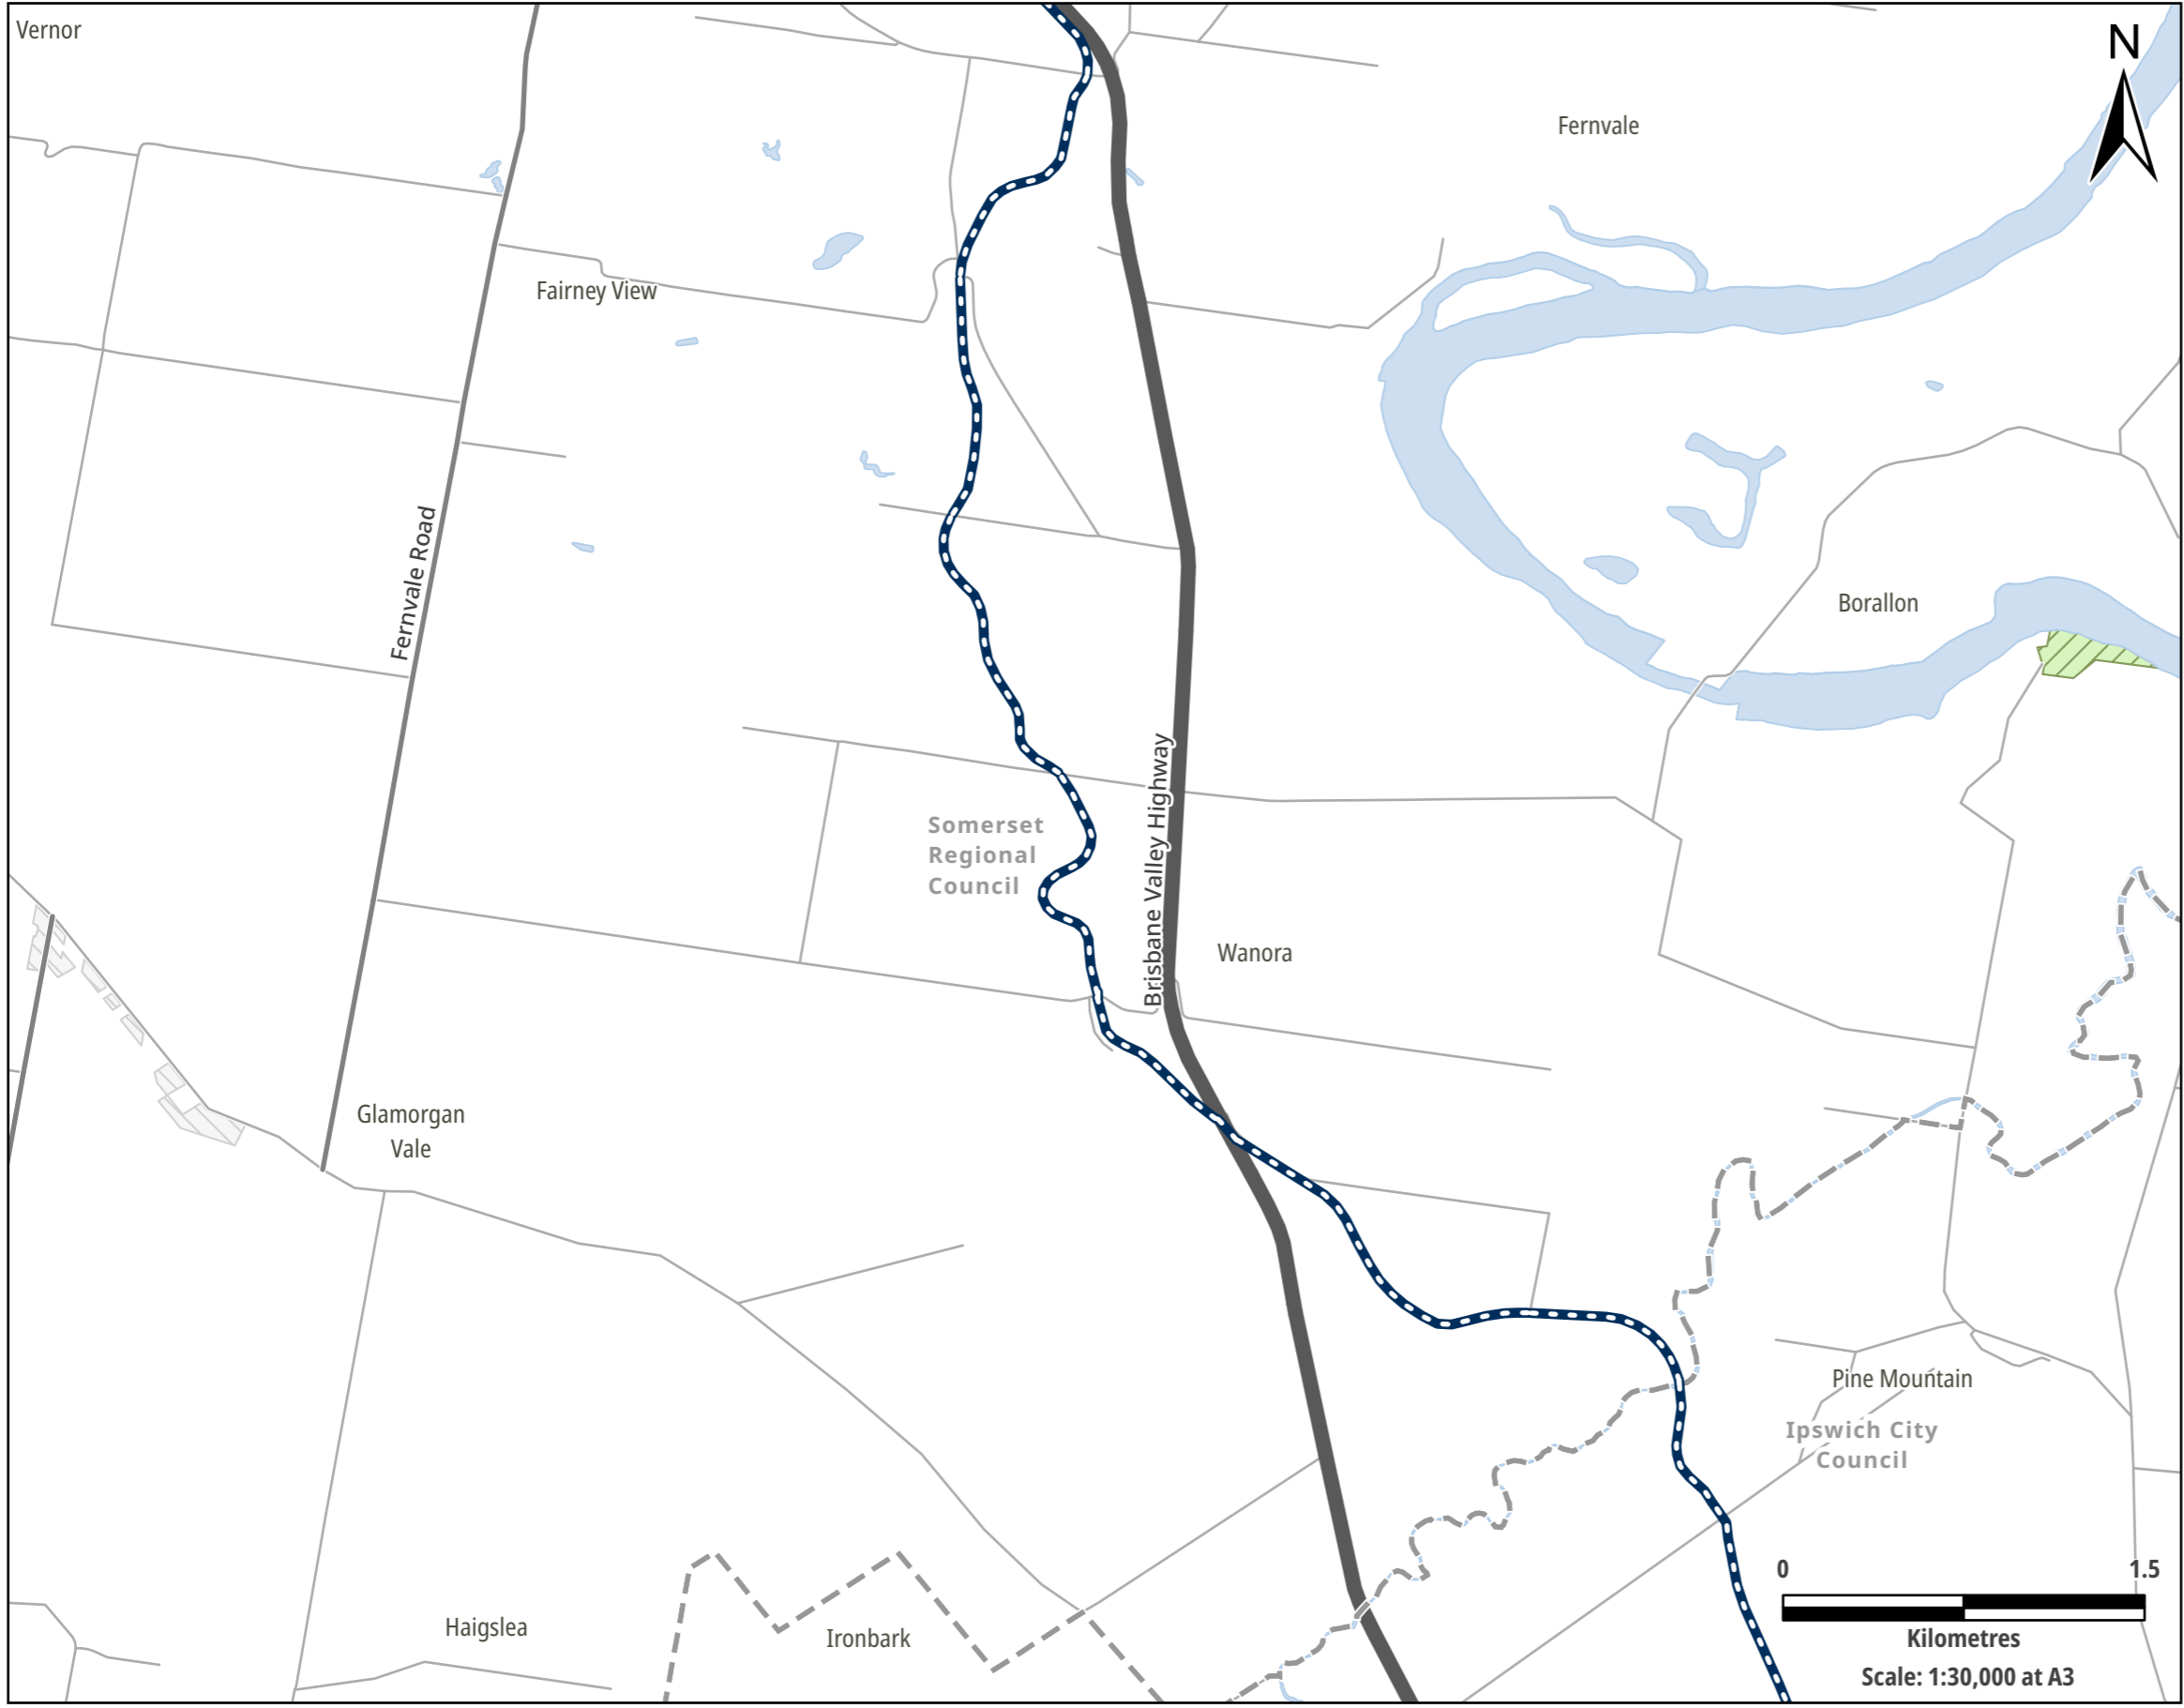 Vernor
N
Fernvale
Fairney View
Fernvale Road
Borallon
Somerset
Regional
Council
Brisbane Valley Highway
Wanora
Glamorgan
Vale
Pine Mountain
Ipswich City
Council
0 1.5
Kilometres
Scale: 1:30,000 at A3
Haigslea
Ironbark